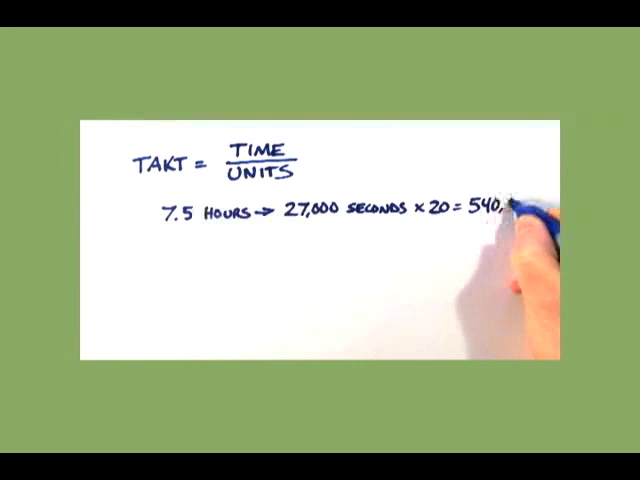 TAKT = TIME / UNITS
7.5 HOURS → 27,000 SECONDS × 20 = 540,